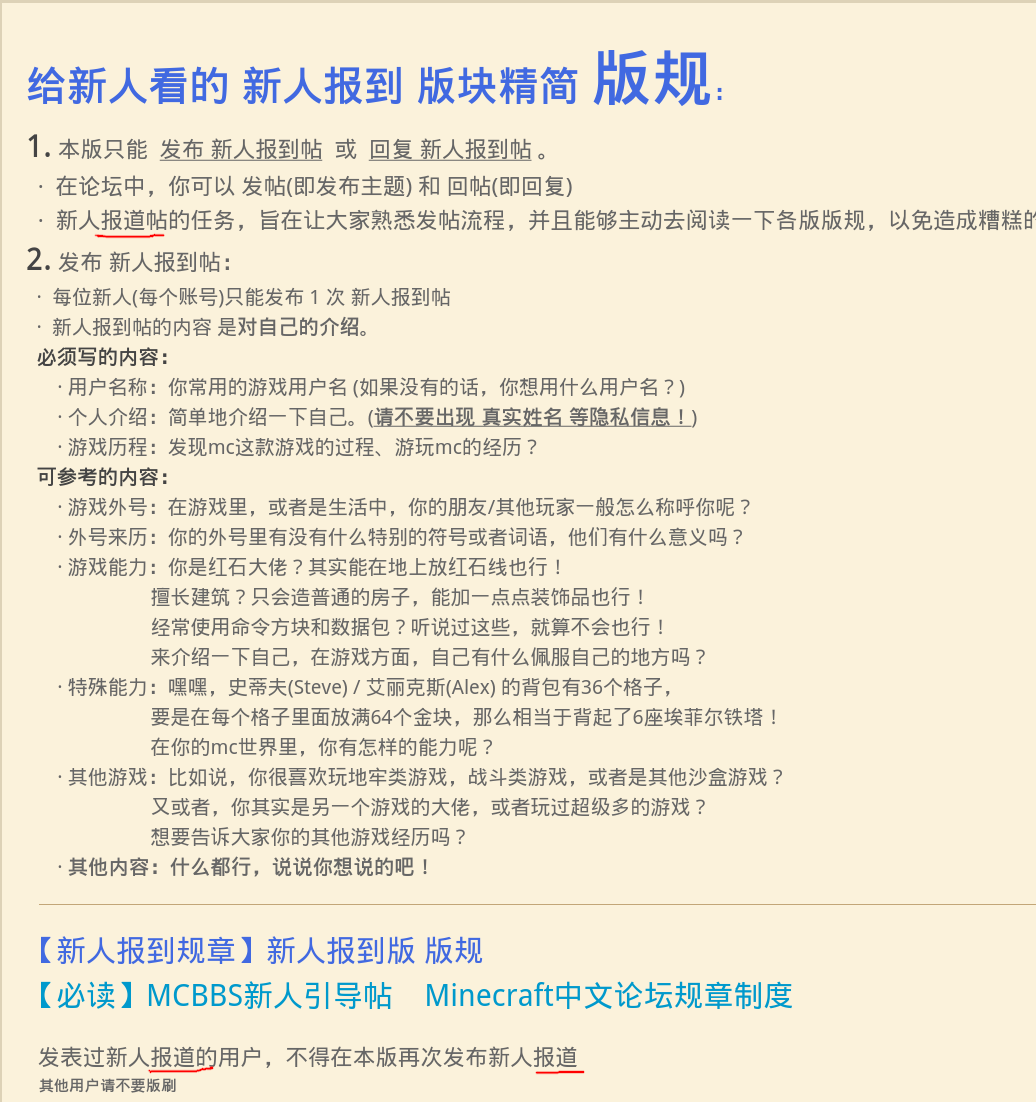 给新人看的 新人报到 版块精简 版规：
1. 本版只能 发布 新人报到帖 或 回复 新人报到帖 。
· 在论坛中，你可以 发帖(即发布主题) 和 回帖(即回复)
· 新人报道帖的任务，旨在让大家熟悉发帖流程，并且能够主动去阅读一下各版版规，以免造成糟糕的
2. 发布 新人报到帖：
· 每位新人(每个账号)只能发布 1 次 新人报到帖
· 新人报到帖的内容 是对自己的介绍。
必须写的内容：
· 用户名称：你常用的游戏用户名 (如果没有的话，你想用什么用户名？)
· 个人介绍：简单地介绍一下自己。(请不要出现 真实姓名 等隐私信息！)
· 游戏历程：发现mc这款游戏的过程、游玩mc的经历？
可参考的内容：
· 游戏外号：在游戏里，或者是生活中，你的朋友/其他玩家一般怎么称呼你呢？
· 外号来历：你的外号里有没有什么特别的符号或者词语，他们有什么意义吗？
· 游戏能力：你是红石大佬？其实能在地上放红石线也行！
擅长建筑？只会造普通的房子，能加一点点装饰品也行！
经常使用命令方块和数据包？听说过这些，就算不会也行！
来介绍一下自己，在游戏方面，自己有什么佩服自己的地方吗？
· 特殊能力：嘿嘿，史蒂夫(Steve) / 艾丽克斯(Alex) 的背包有36个格子，
要是在每个格子里面放满64个金块，那么相当于背起了6座埃菲尔铁塔！
在你的mc世界里，你有怎样的能力呢？
· 其他游戏：比如说，你很喜欢玩地牢类游戏，战斗类游戏，或者是其他沙盒游戏？
又或者，你其实是另一个游戏的大佬，或者玩过超级多的游戏？
想要告诉大家你的其他游戏经历吗？
· 其他内容：什么都行，说说你想说的吧！
【新人报到规章】新人报到版 版规
【必读】MCBBS新人引导帖 Minecraft中文论坛规章制度
发表过新人报道的用户，不得在本版再次发布新人报道
其他用户请不要版刷